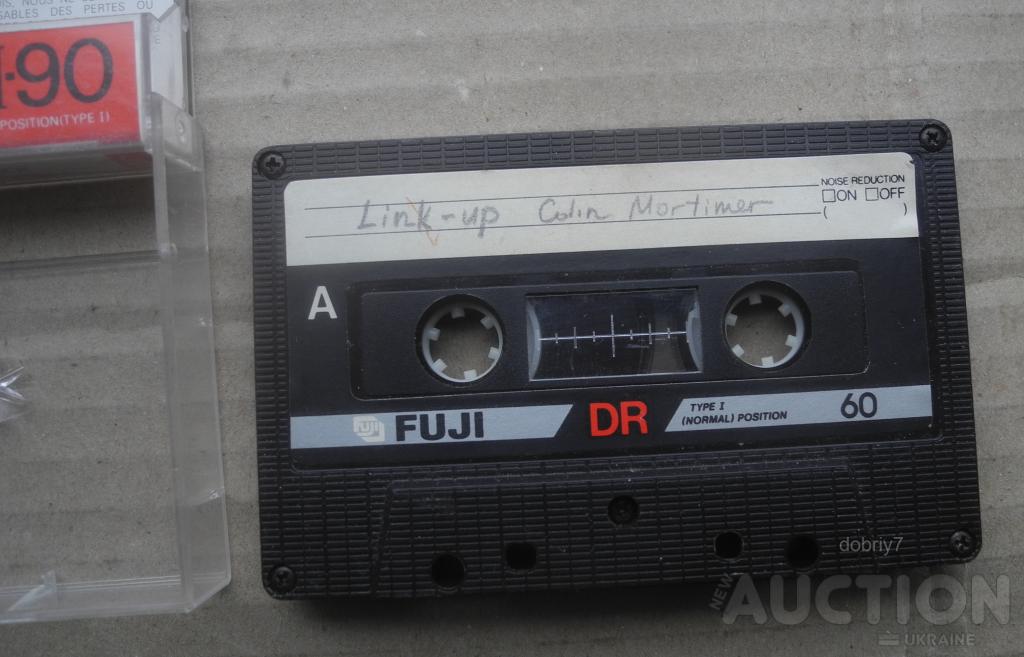 SABLES DES PERTES OU
I-90
POSITION(TYPE I)
Link-up Colin Mortimer
NOISE REDUCTION
ON OFF
( )
A
FUJI
FUJI
DR
TYPE I
(NORMAL) POSITION
60
dobriy7
NEW AUCTION
UKRAINE